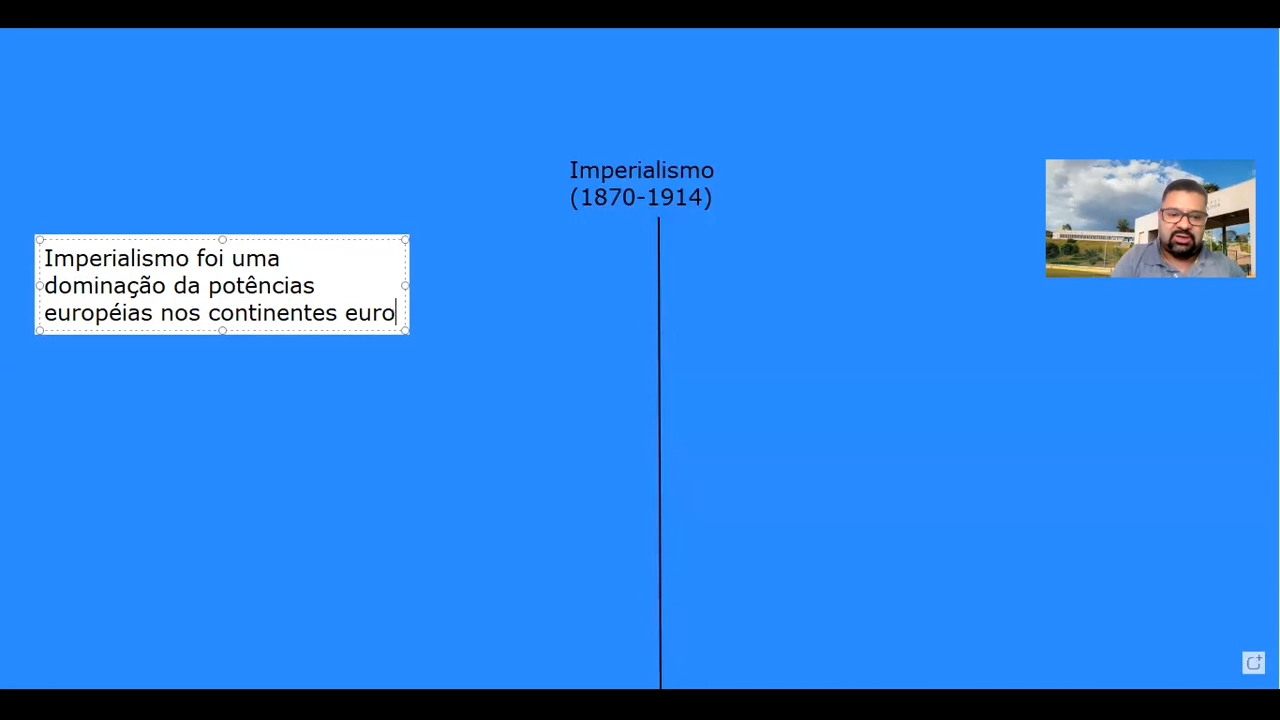 Imperialismo
(1870-1914)
Imperialismo foi uma
dominação da potências
européias nos continentes euro